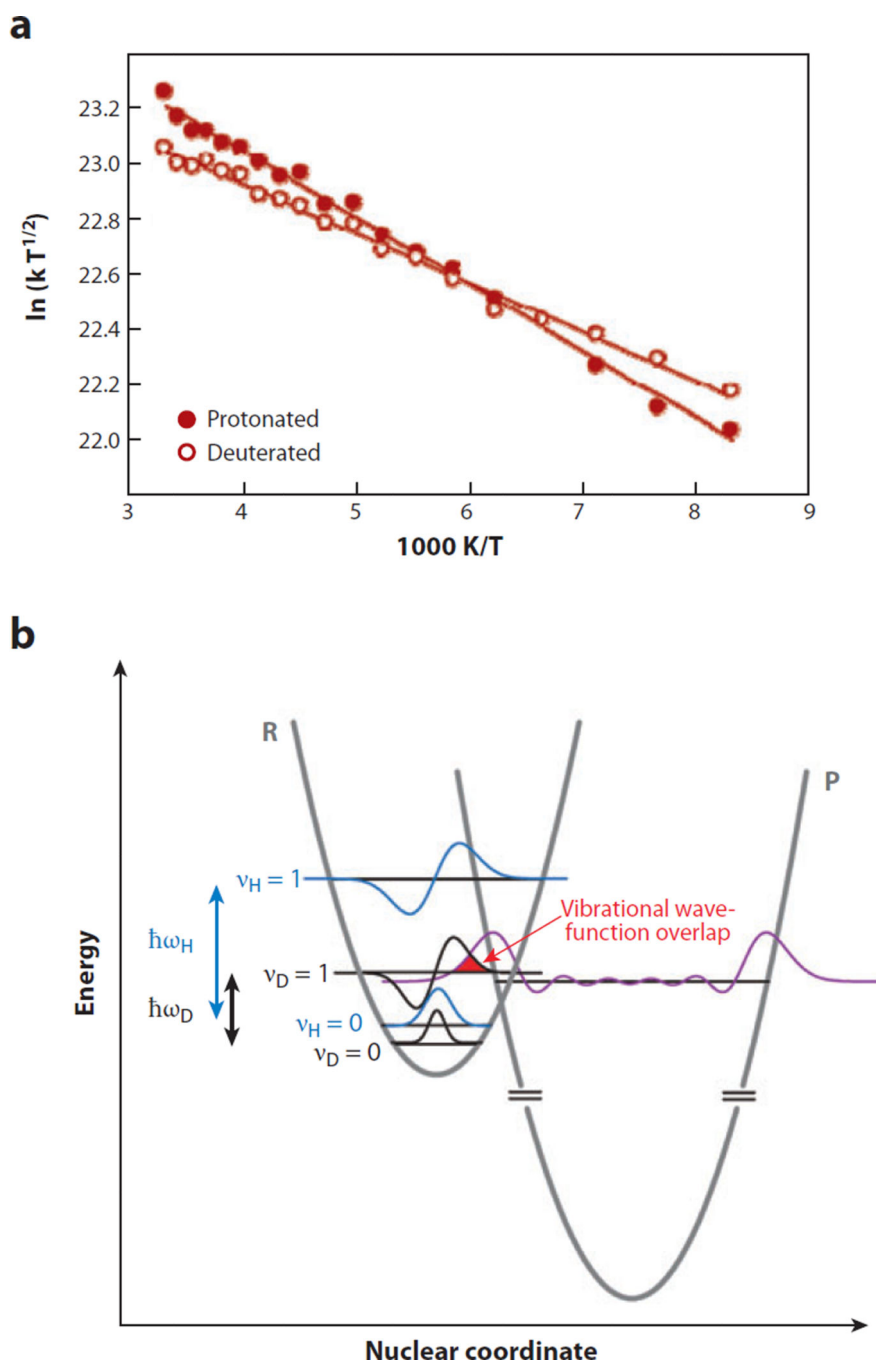 a
23.2
23.0
22.8
22.6
22.4
22.2
22.0
ln (k T1/2)
Protonated
Deuterated
3 4 5 6 7 8 9
1000 K/T
b
R
P
νH = 1
Vibrational wave-
function overlap
ħωH
νD = 1
ħωD
νH = 0
νD = 0
Energy
Nuclear coordinate